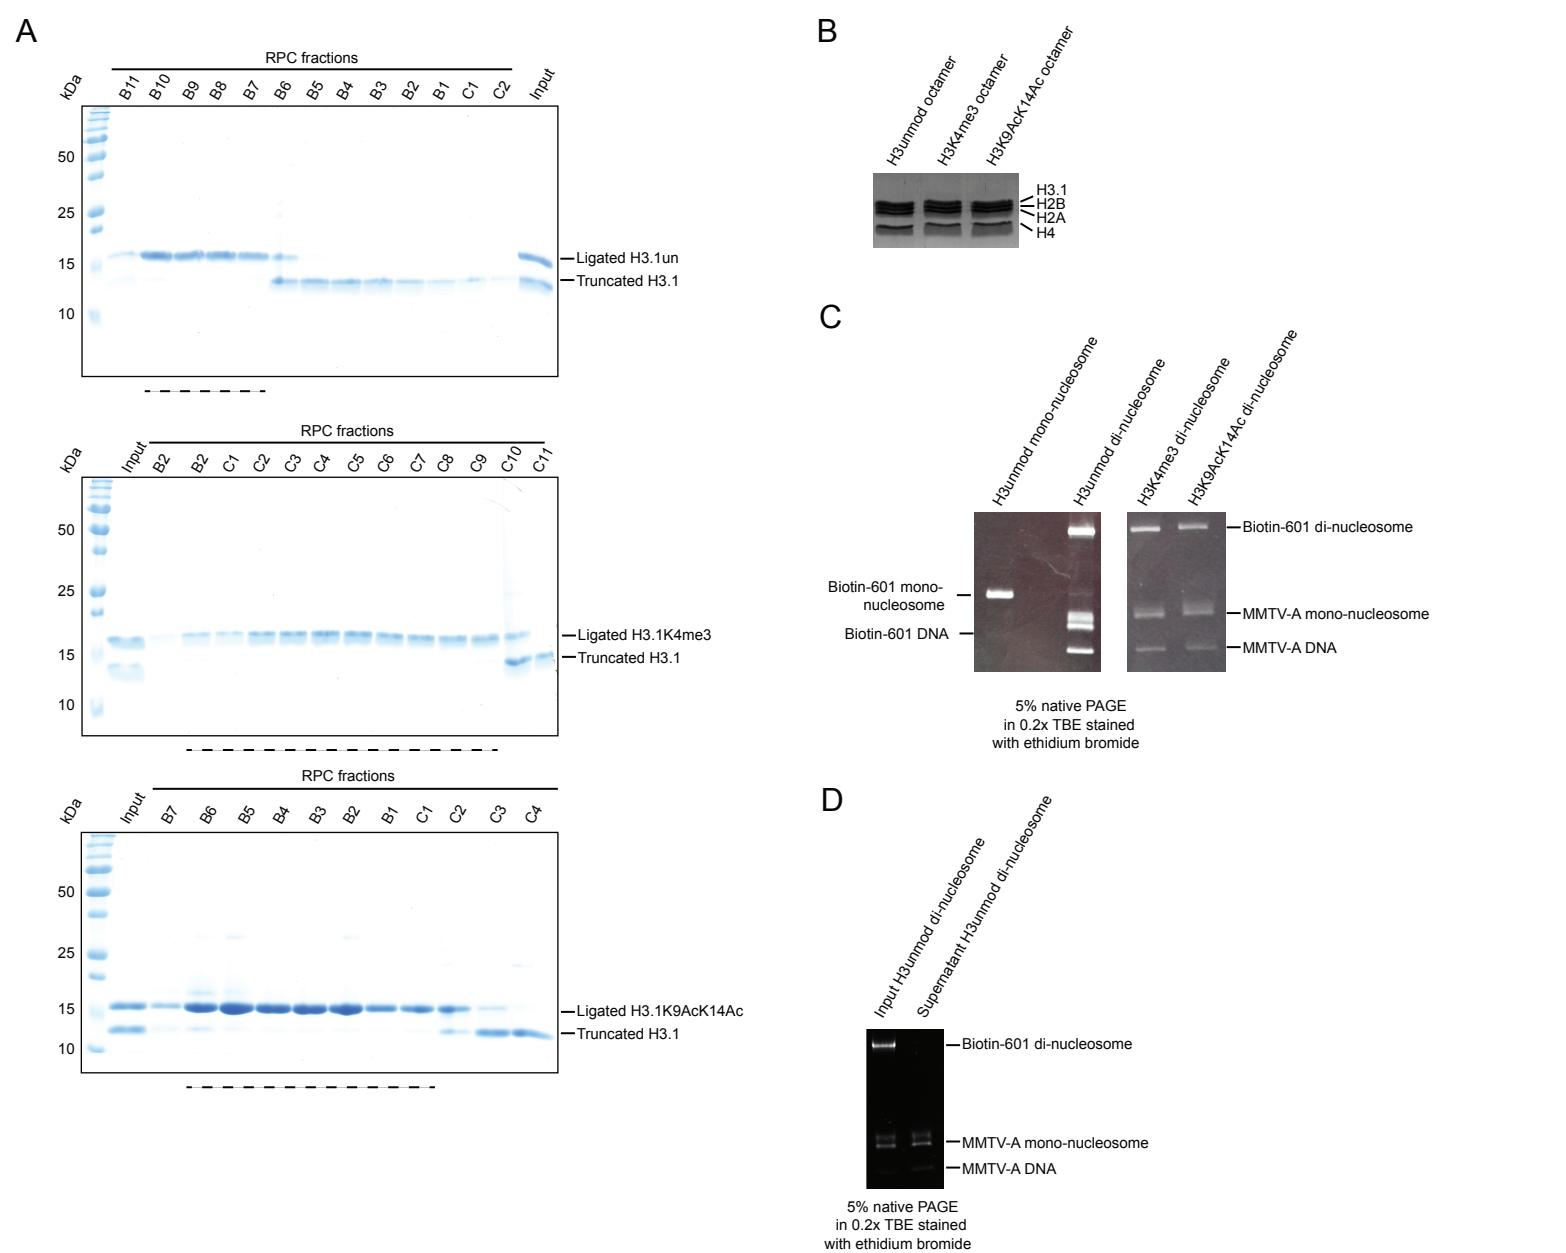 A
RPC fractions
kDa
B11
B10
B9
B8
B7
B6
B5
B4
B3
B2
B1
C1
C2
Input
50
25
15
10
Ligated H3.1un
Truncated H3.1
RPC fractions
kDa
Input
B2
B2
C1
C2
C3
C4
C5
C6
C7
C8
C9
C10
C11
50
25
15
10
Ligated H3.1K4me3
Truncated H3.1
RPC fractions
kDa
Input
B7
B6
B5
B4
B3
B2
B1
C1
C2
C3
C4
50
25
15
10
Ligated H3.1K9AcK14Ac
Truncated H3.1
B
H3unmod octamer
H3K4me3 octamer
H3K9AcK14Ac octamer
H3.1
H2B
H2A
H4
C
H3unmod mono-nucleosome
H3unmod di-nucleosome
H3K4me3 di-nucleosome
H3K9AcK14Ac di-nucleosome
Biotin-601 mono-
nucleosome
Biotin-601 DNA
Biotin-601 di-nucleosome
MMTV-A mono-nucleosome
MMTV-A DNA
5% native PAGE
in 0.2x TBE stained
with ethidium bromide
D
Input H3unmod di-nucleosome
Supernatant H3unmod di-nucleosome
Biotin-601 di-nucleosome
MMTV-A mono-nucleosome
MMTV-A DNA
5% native PAGE
in 0.2x TBE stained
with ethidium bromide